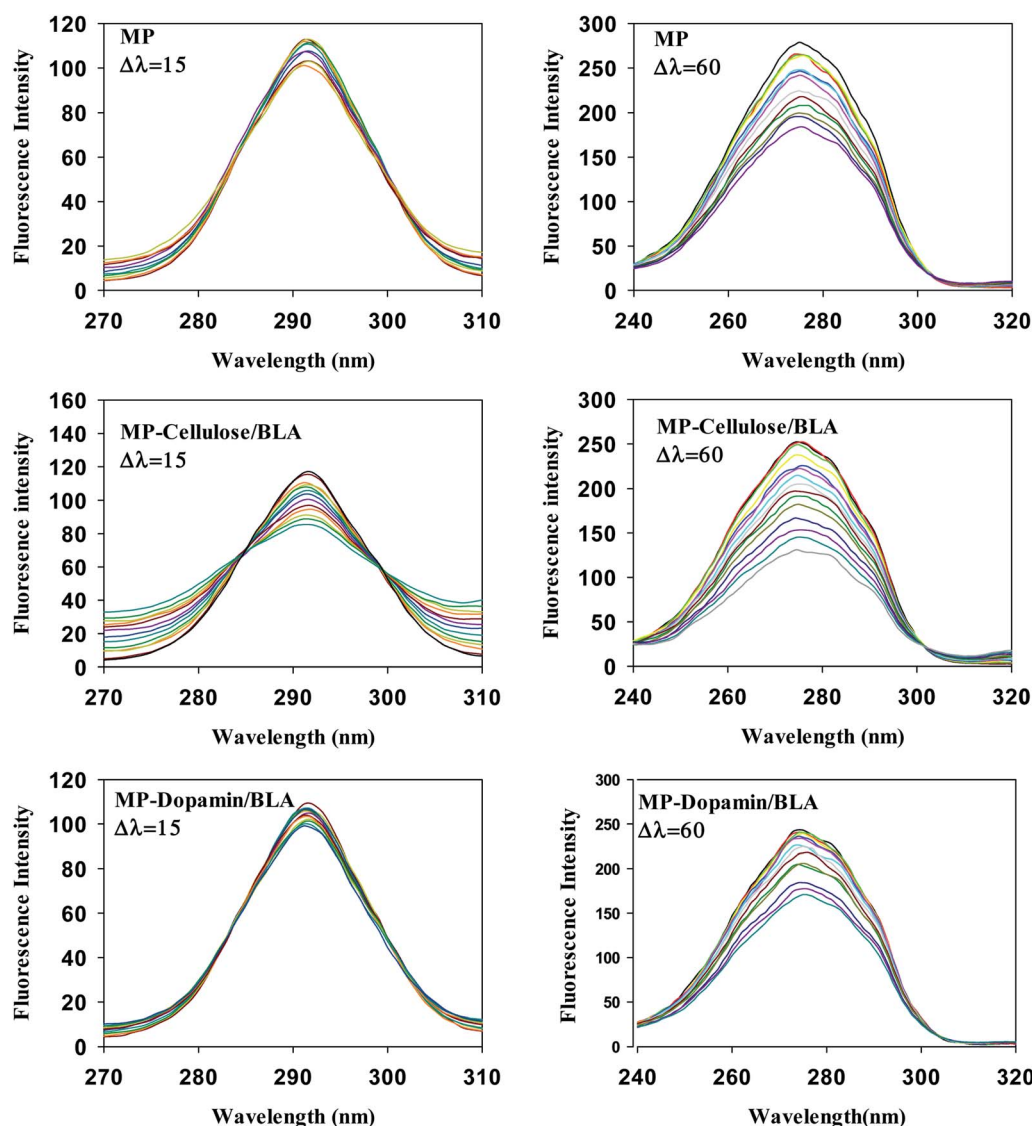 120
100
80
60
40
20
0
Fluorescence Intensity
MP
Δλ=15
270 280 290 300 310
Wavelength (nm)
300
250
200
150
100
50
0
Fluorescence Intensity
MP
Δλ=60
240 260 280 300 320
Wavelength (nm)
160
140
120
100
80
60
40
20
0
Fluoresence intensity
MP-Cellulose/BLA
Δλ=15
270 280 290 300 310
Wavelength (nm)
300
250
200
150
100
50
0
Fluorescence Intensity
MP-Cellulose/BLA
Δλ=60
240 260 280 300 320
Wavelength (nm)
120
100
80
60
40
20
0
Fluorescence Intensity
MP-Dopamin/BLA
Δλ=15
270 280 290 300 310
Wavelength (nm)
300
250
200
150
100
50
0
Fluorescence Intensity
MP-Dopamin/BLA
Δλ=60
240 260 280 300 320
Wavelength(nm)